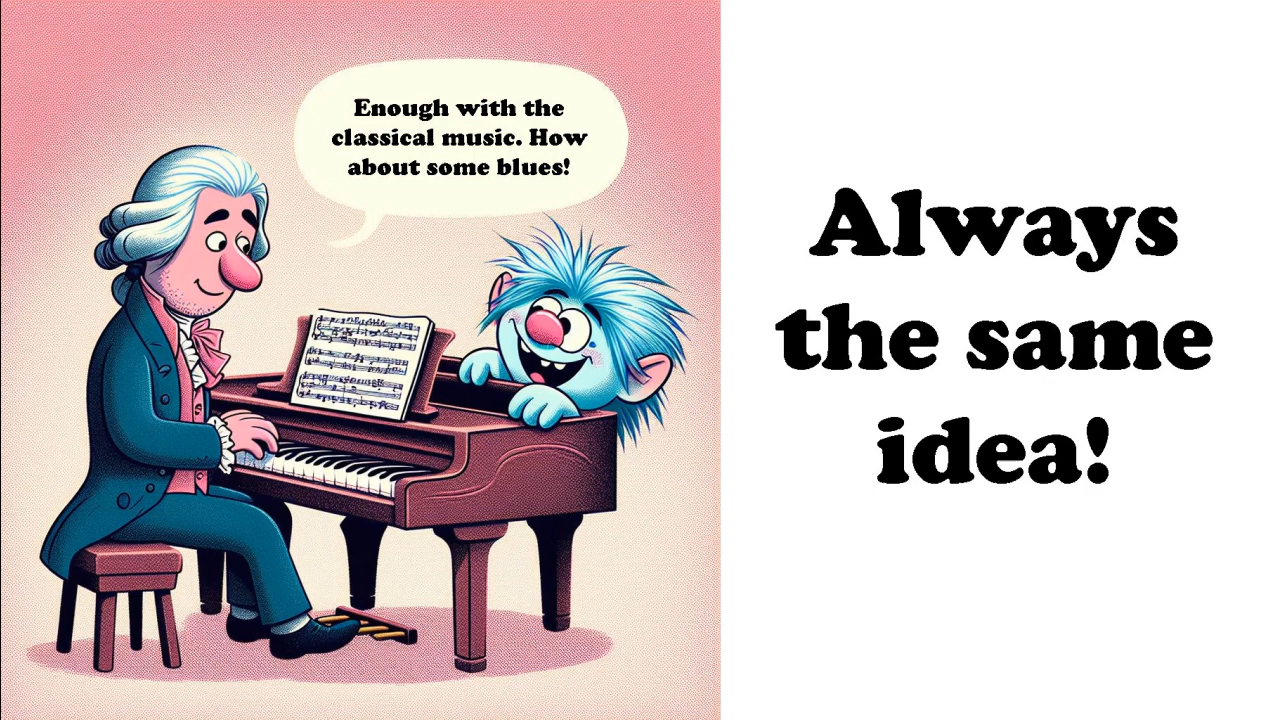 Enough with the
classical music. How
about some blues!
Always
the same
idea!